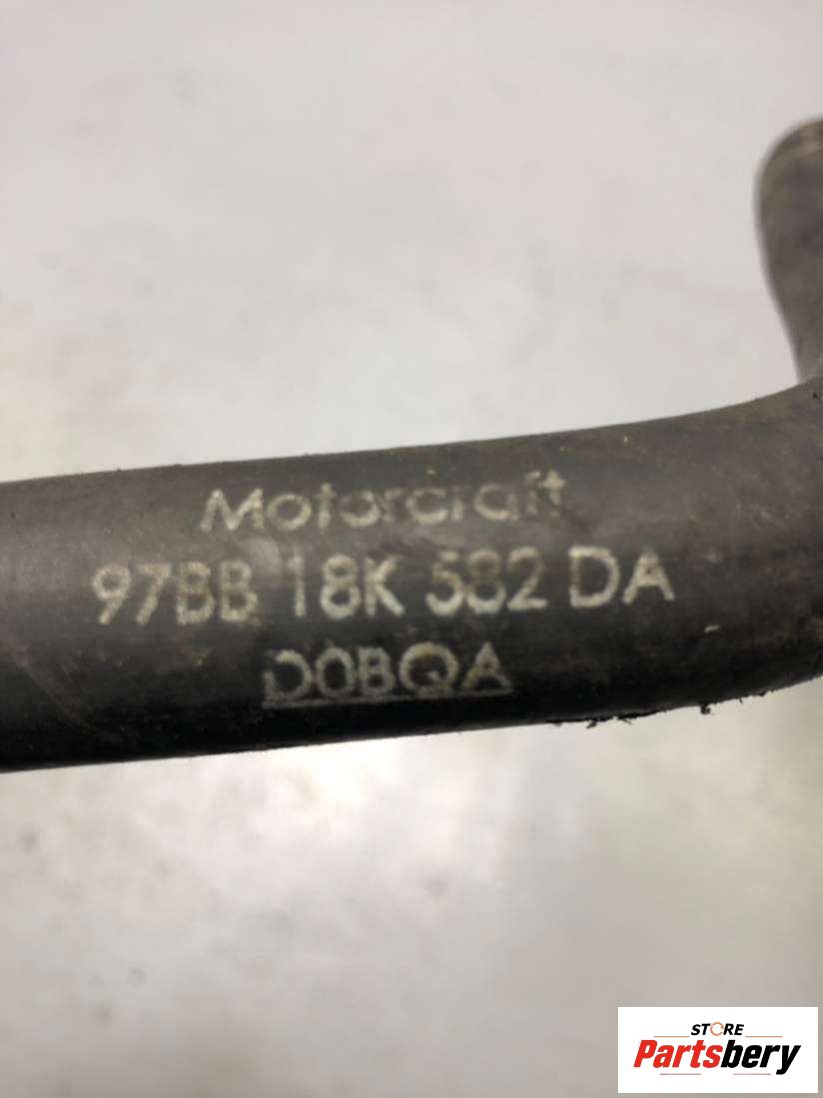 Motorcraft
97BB 18K 582 DA
D0BQA
STORE
Partsbery